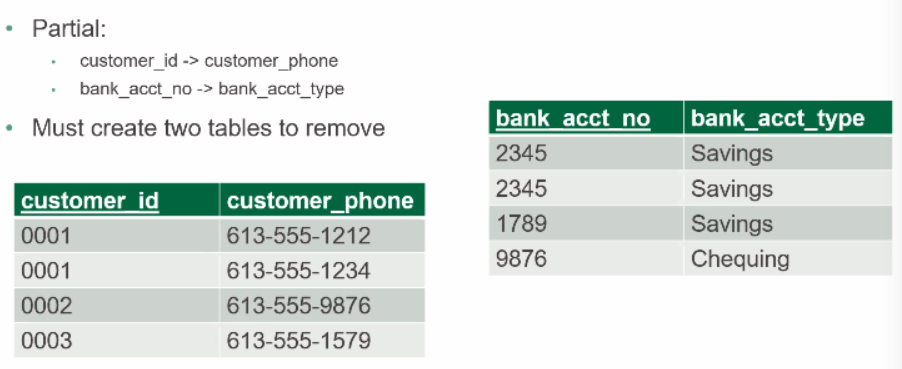 • Partial:
• customer_id -> customer_phone
• bank_acct_no -> bank_acct_type
• Must create two tables to remove
customer_id customer_phone
0001 613-555-1212
0001 613-555-1234
0002 613-555-9876
0003 613-555-1579
bank_acct_no bank_acct_type
2345 Savings
2345 Savings
1789 Savings
9876 Chequing